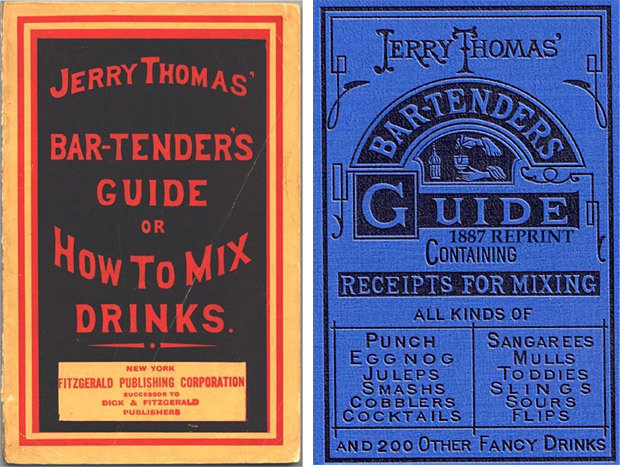 JERRY THOMAS'
BAR-TENDER'S
GUIDE
OR
HOW TO MIX
DRINKS.
NEW YORK
FITZGERALD PUBLISHING CORPORATION
SUCCESSOR TO
DICK & FITZGERALD
PUBLISHERS
JERRY THOMAS'
BAR-TENDERS
GUIDE
1887 REPRINT
CONTAINING
RECEIPTS FOR MIXING
ALL KINDS OF
PUNCH
EGGNOG
JULEPS
SMASHS
COBBLERS
COCKTAILS
SANGAREES
MULLS
TODDIES
SLINGS
SOURS
FLIPS
AND 200 OTHER FANCY DRINKS